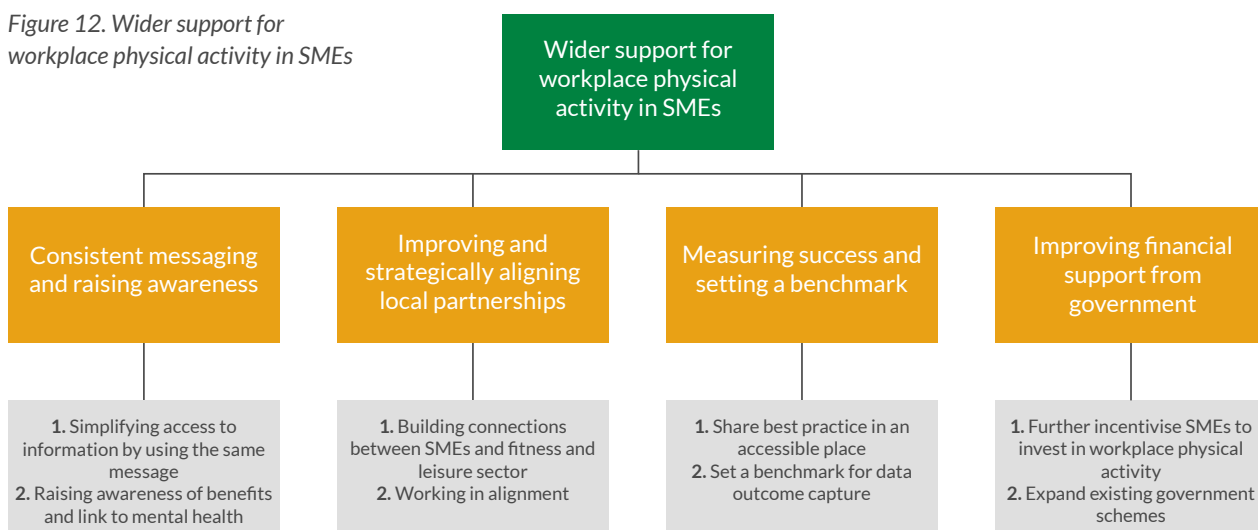 Figure 12. Wider support for
workplace physical activity in SMEs
Wider support for
workplace physical
activity in SMEs
Consistent messaging
and raising awareness
Improving and
strategically aligning
local partnerships
Measuring success and
setting a benchmark
Improving financial
support from
government
1. Simplifying access to
information by using the same
message
2. Raising awareness of benefits
and link to mental health
1. Building connections
between SMEs and fitness and
leisure sector
2. Working in alignment
1. Share best practice in an
accessible place
2. Set a benchmark for data
outcome capture
1. Further incentivise SMEs to
invest in workplace physical
activity
2. Expand existing government
schemes